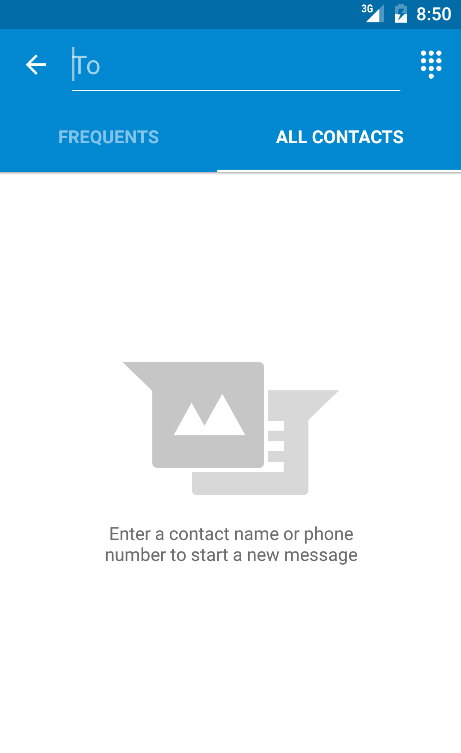 3G 8:50
To
FREQUENTS ALL CONTACTS
Enter a contact name or phone
number to start a new message